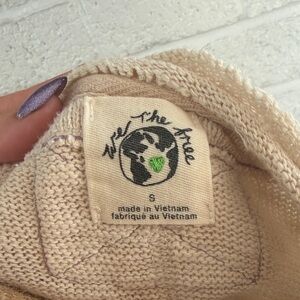 We The Free
S
made in Vietnam
fabriqué au Vietnam